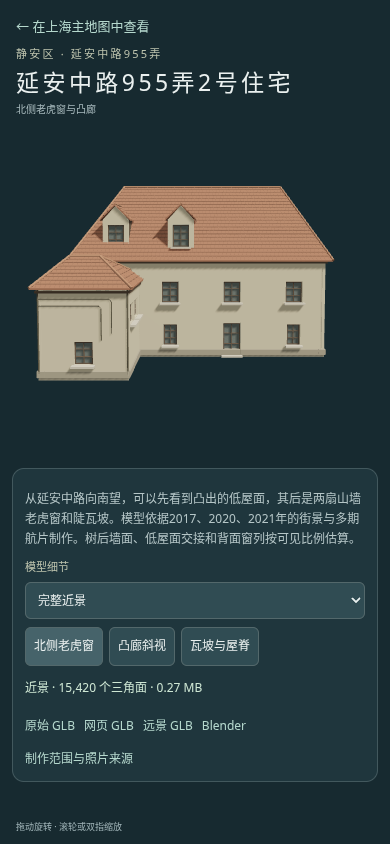 ← 在上海主地图中查看
静安区 · 延安中路955弄
延安中路955弄2号住宅
北侧老虎窗与凸廊
从延安中路向南望，可以先看到凸出的低屋面，其后是两扇山墙
老虎窗和陡瓦坡。模型依据2017、2020、2021年的街景与多期
航片制作。树后墙面、低屋面交接和背面窗列按可见比例估算。
模型细节
完整近景
北侧老虎窗 凸廊斜视 瓦坡与屋脊
近景 · 15,420 个三角面 · 0.27 MB
原始 GLB 网页 GLB 远景 GLB Blender
制作范围与照片来源
拖动旋转 · 滚轮或双指缩放